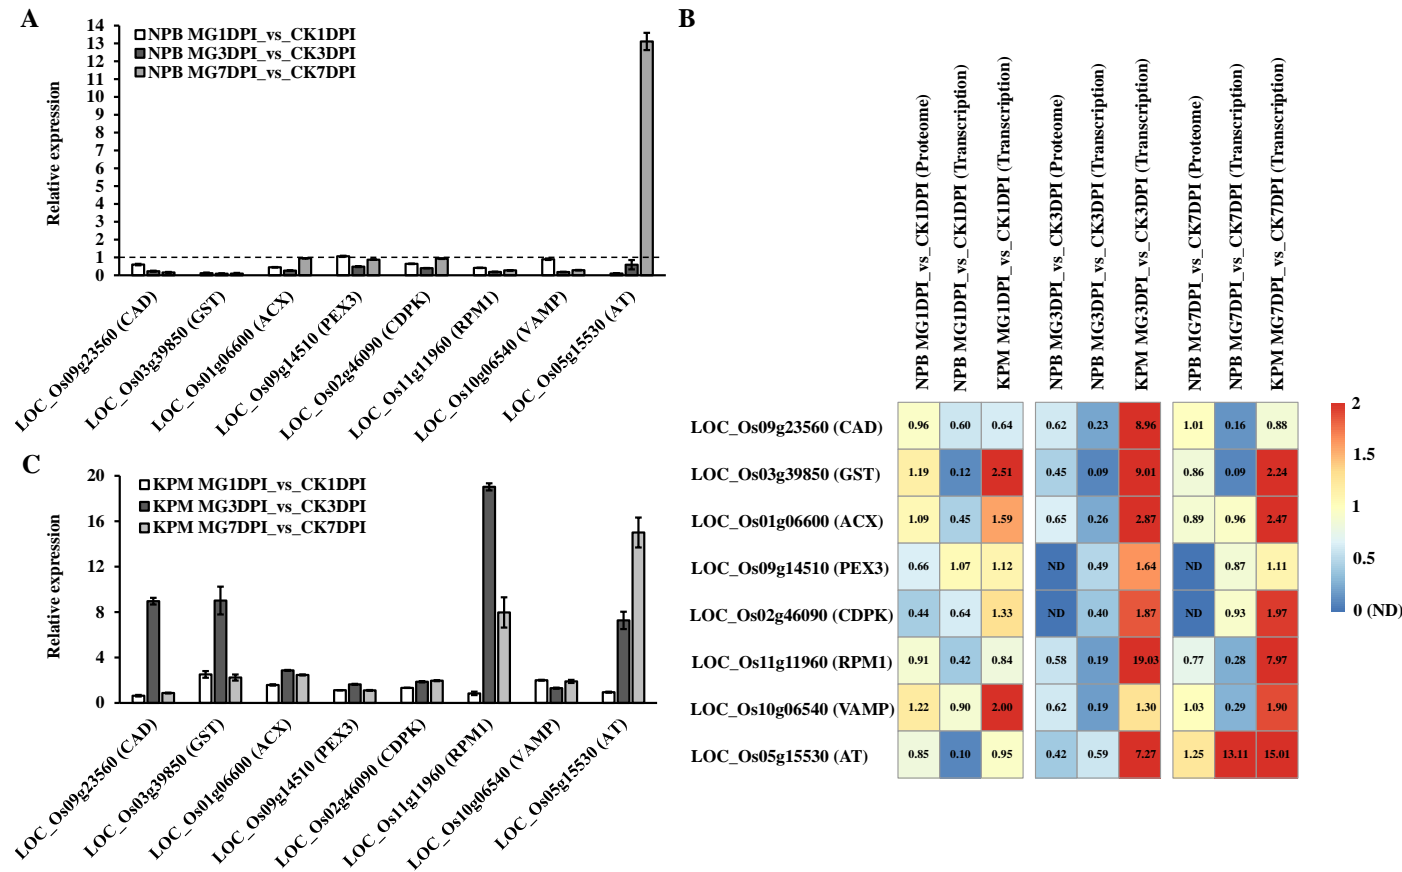 A
14
13
12
11
10
9
8
7
6
5
4
3
2
1
0
Relative expression
NPB MG1DPI_vs_CK1DPI
NPB MG3DPI_vs_CK3DPI
NPB MG7DPI_vs_CK7DPI
LOC_Os09g23560 (CAD)
LOC_Os03g39850 (GST)
LOC_Os01g06600 (ACX)
LOC_Os09g14510 (PEX3)
LOC_Os02g46090 (CDPK)
LOC_Os11g11960 (RPM1)
LOC_Os10g06540 (VAMP)
LOC_Os05g15530 (AT)
B
NPB MG1DPI_vs_CK1DPI (Proteome)
NPB MG1DPI_vs_CK1DPI (Transcription)
KPM MG1DPI_vs_CK1DPI (Transcription)
NPB MG3DPI_vs_CK3DPI (Proteome)
NPB MG3DPI_vs_CK3DPI (Transcription)
KPM MG3DPI_vs_CK3DPI (Transcription)
NPB MG7DPI_vs_CK7DPI (Proteome)
NPB MG7DPI_vs_CK7DPI (Transcription)
KPM MG7DPI_vs_CK7DPI (Transcription)
LOC_Os09g23560 (CAD) 0.96 0.60 0.64 0.62 0.23 8.96 1.01 0.16 0.88
LOC_Os03g39850 (GST) 1.19 0.12 2.51 0.45 0.09 9.01 0.86 0.09 2.24
LOC_Os01g06600 (ACX) 1.09 0.45 1.59 0.65 0.26 2.87 0.89 0.96 2.47
LOC_Os09g14510 (PEX3) 0.66 1.07 1.12 ND 0.49 1.64 ND 0.87 1.11
LOC_Os02g46090 (CDPK) 0.44 0.64 1.33 ND 0.40 1.87 ND 0.93 1.97
LOC_Os11g11960 (RPM1) 0.91 0.42 0.84 0.58 0.19 19.03 0.77 0.28 7.97
LOC_Os10g06540 (VAMP) 1.22 0.90 2.00 0.62 0.19 1.30 1.03 0.29 1.90
LOC_Os05g15530 (AT) 0.85 0.10 0.95 0.42 0.59 7.27 1.25 13.11 15.01
2
1.5
1
0.5
0 (ND)
C
20
16
12
8
4
0
Relative expression
KPM MG1DPI_vs_CK1DPI
KPM MG3DPI_vs_CK3DPI
KPM MG7DPI_vs_CK7DPI
LOC_Os09g23560 (CAD)
LOC_Os03g39850 (GST)
LOC_Os01g06600 (ACX)
LOC_Os09g14510 (PEX3)
LOC_Os02g46090 (CDPK)
LOC_Os11g11960 (RPM1)
LOC_Os10g06540 (VAMP)
LOC_Os05g15530 (AT)